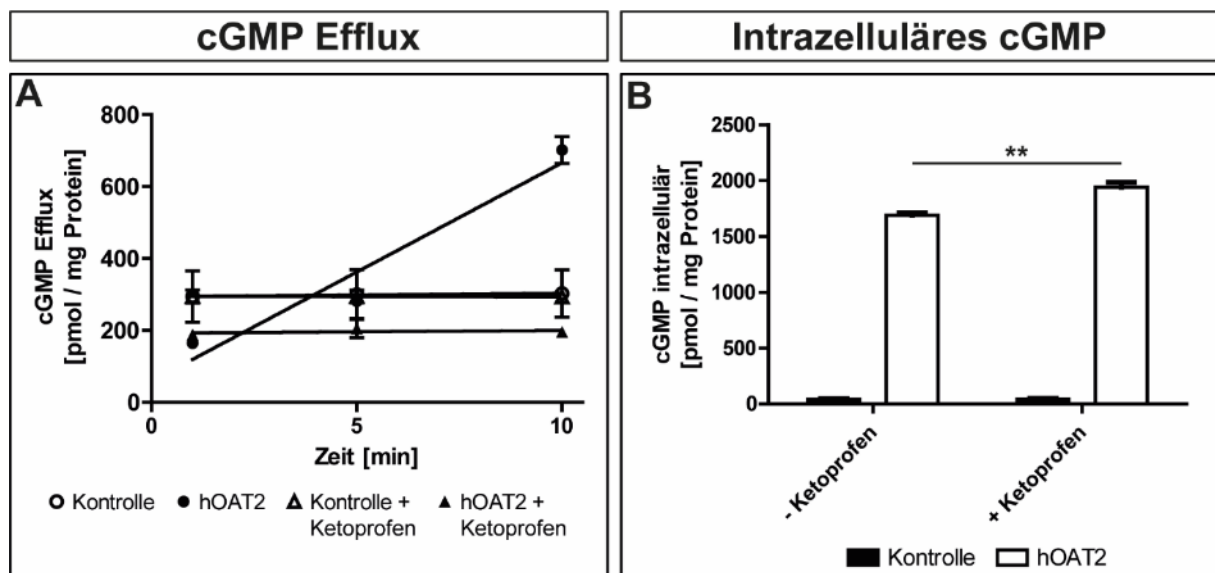 cGMP Efflux
Intrazelluläres cGMP
A
cGMP Efflux
[pmol / mg Protein]
800
600
400
200
0
0
5
10
Zeit [min]
Kontrolle
hOAT2
Kontrolle +
Ketoprofen
hOAT2 +
Ketoprofen
B
cGMP intrazellulär
[pmol / mg Protein]
2500
2000
1500
1000
500
0
**
- Ketoprofen
+ Ketoprofen
Kontrolle
hOAT2